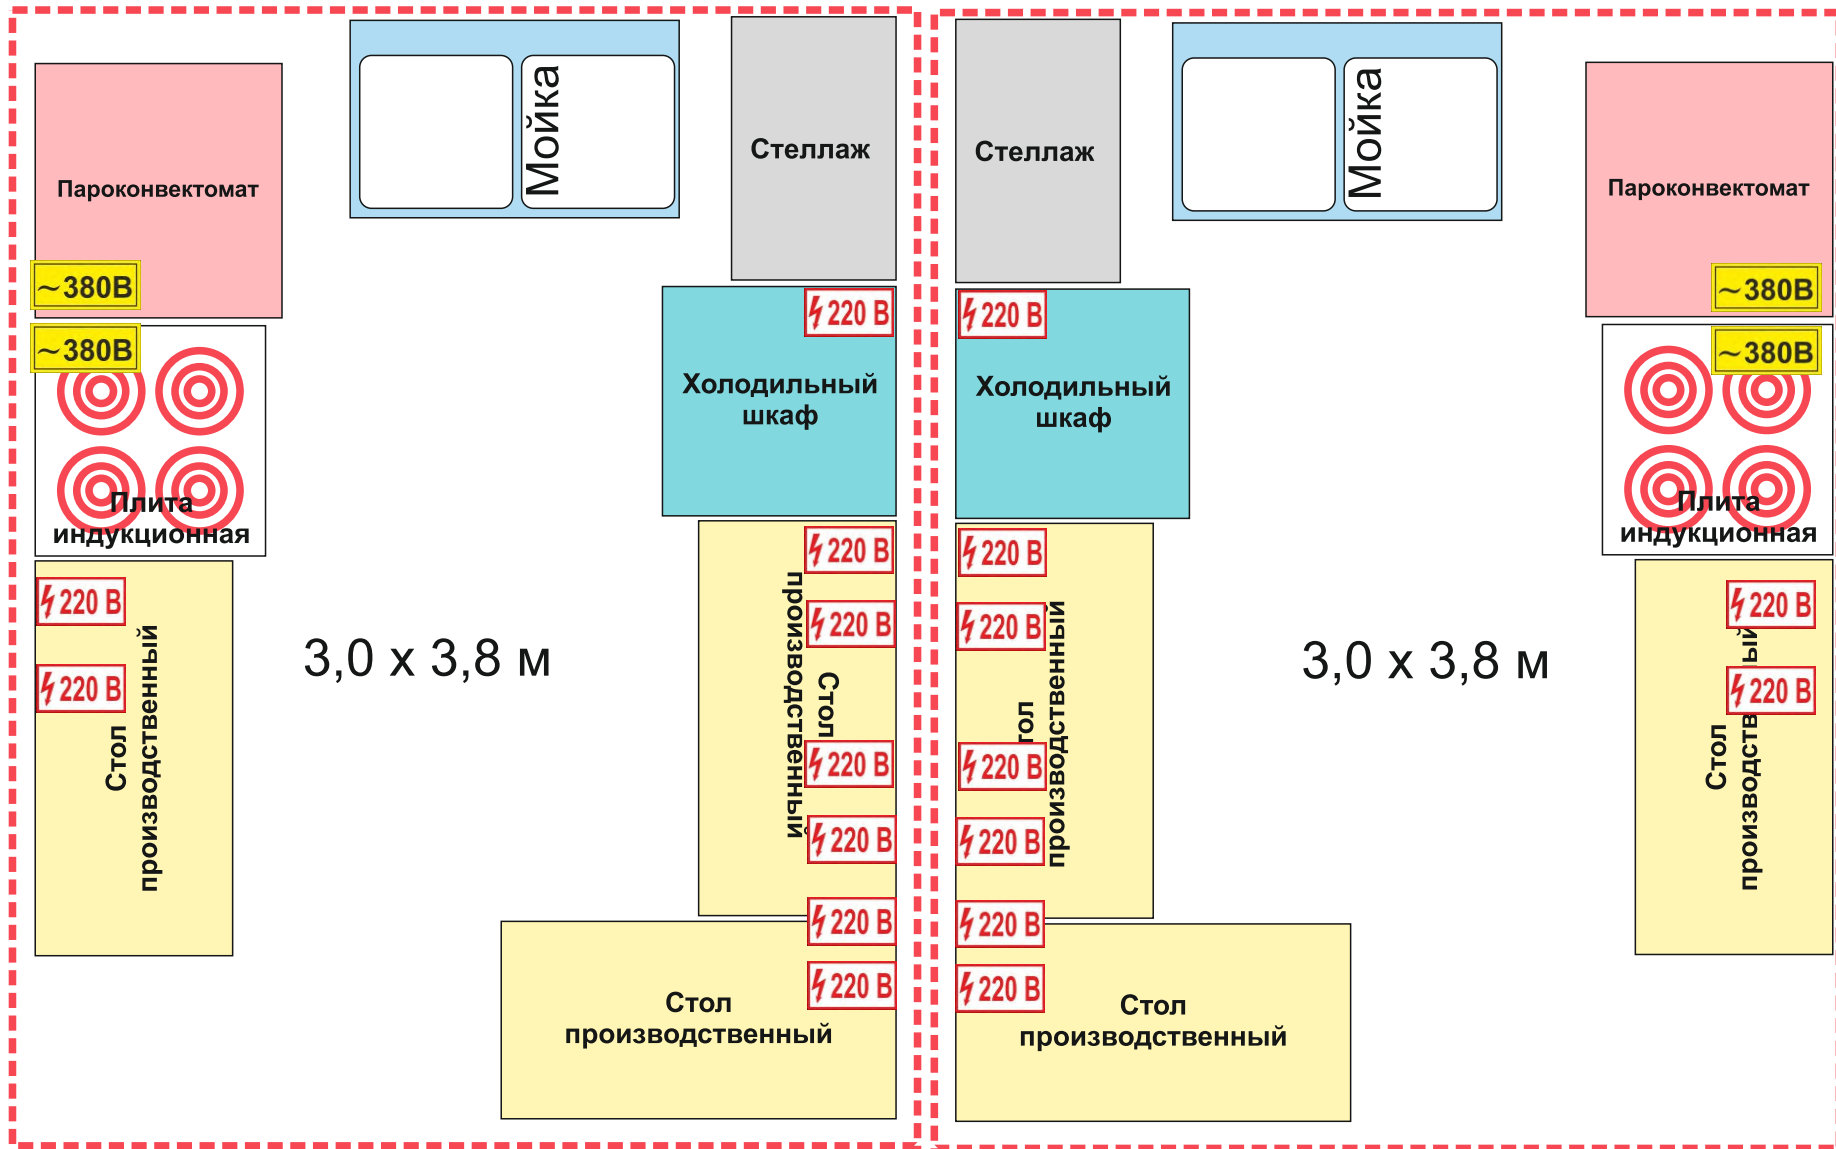 Пароконвектомат
~380В
~380В
Плита
индукционная
220 В
220 В
Стол
производственный
Мойка
3,0 х 3,8 м
Стеллаж
220 В
Холодильный
шкаф
220 В
220 В
Стол
производственный
220 В
220 В
220 В
220 В
Стол
производственный
Стеллаж
220 В
Холодильный
шкаф
220 В
220 В
тол
производственный
220 В
220 В
220 В
220 В
Стол
производственный
Мойка
3,0 х 3,8 м
Пароконвектомат
~380В
~380В
Плита
индукционная
220 В
220 В
Стол
производственный